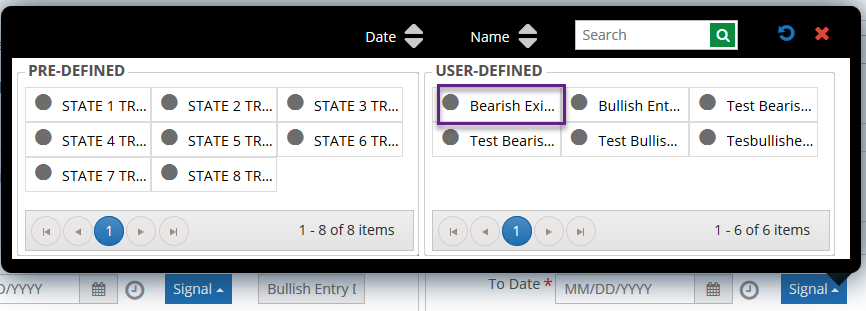 Date Name Search
PRE-DEFINED
STATE 1 TR... STATE 2 TR... STATE 3 TR...
STATE 4 TR... STATE 5 TR... STATE 6 TR...
STATE 7 TR... STATE 8 TR...
1
1 - 8 of 8 items
USER-DEFINED
Bearish Exi... Bullish Ent... Test Bearis...
Test Bearis... Test Bullis... Tesbullishe...
1
1 - 6 of 6 items
D/YYYY Signal Bullish Entry D To Date * MM/DD/YYYY Signal